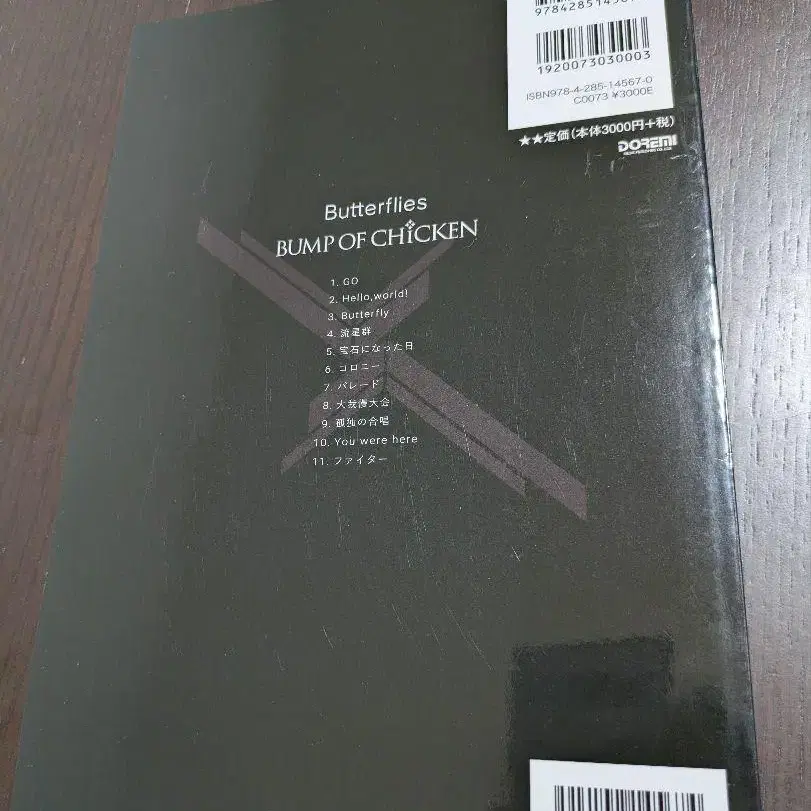 1920073030003
ISBN978-4-285-14567-0
C0073 ¥3000E
★★定価(本体3000円+税)
DOREMI
Butterflies
BUMP OF CHICKEN
1. GO
2. Hello,world!
3. Butterfly
4. 流星群
5. 宝石になった日
6. コロニー
7. パレード
8. 大我慢大会
9. 孤独の合唱
10. You were here
11. ファイター